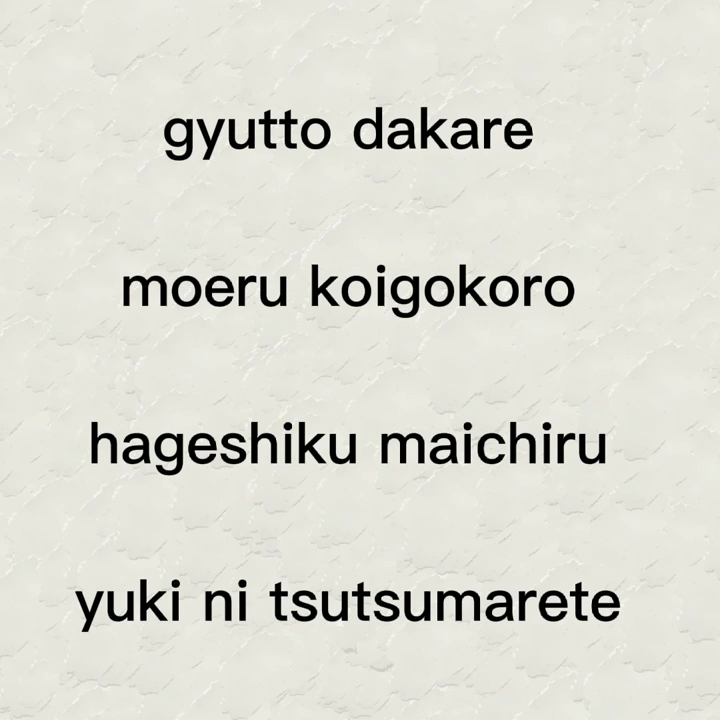 gyutto dakare
moeru koigokoro
hageshiku maichiru
yuki ni tsutsumarete